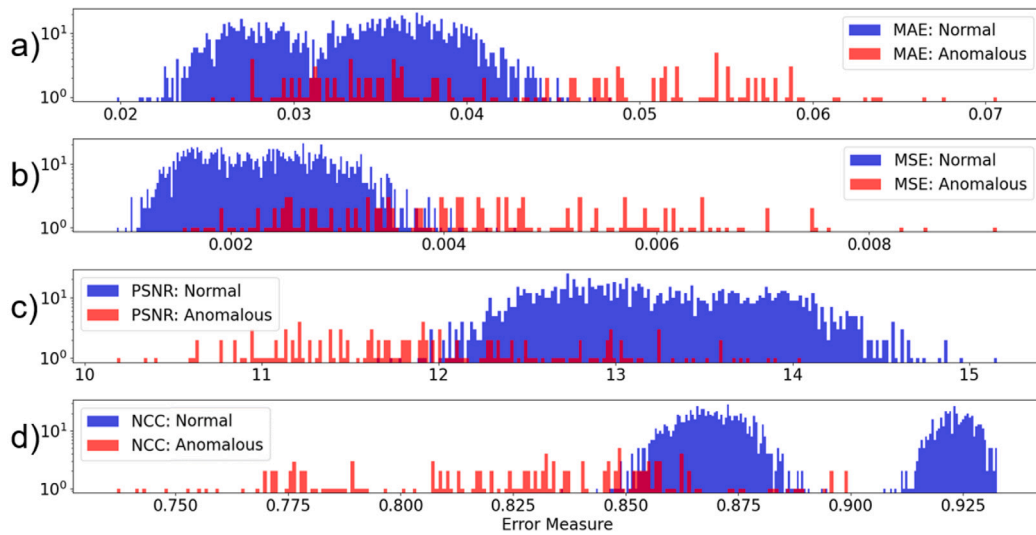 a)
10¹
10⁰
MAE: Normal
MAE: Anomalous
0.02 0.03 0.04 0.05 0.06 0.07
b)
10¹
10⁰
MSE: Normal
MSE: Anomalous
0.002 0.004 0.006 0.008
c)
10¹
10⁰
PSNR: Normal
PSNR: Anomalous
10 11 12 13 14 15
d)
10¹
10⁰
NCC: Normal
NCC: Anomalous
0.750 0.775 0.800 0.825 0.850 0.875 0.900 0.925
Error Measure